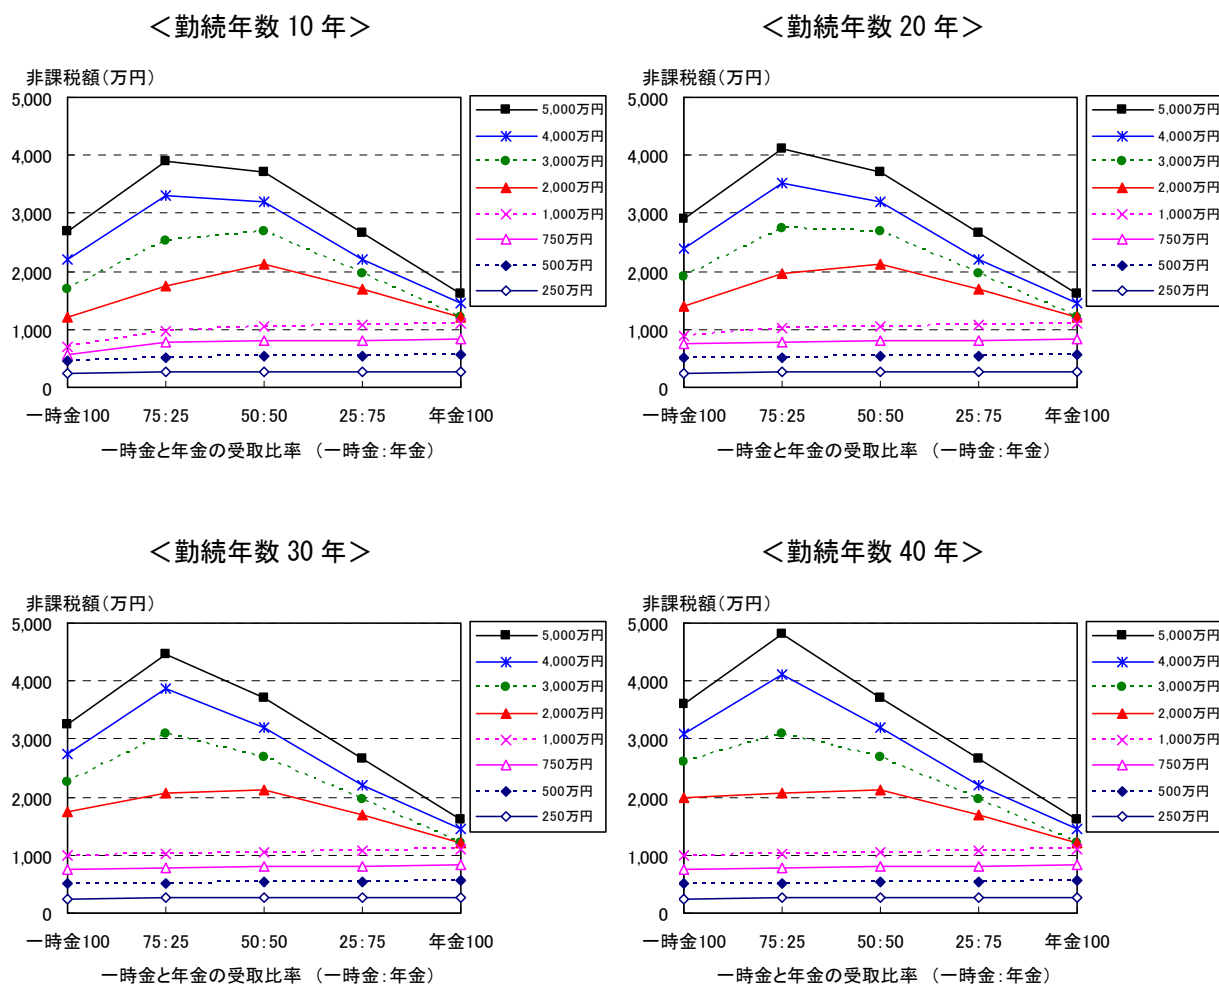 ＜勤続年数 10 年＞
非課税額（万円）
5,000
4,000
3,000
2,000
1,000
0
一時金100 75：25 50：50 25：75 年金100
一時金と年金の受取比率 （一時金：年金）
5,000万円
4,000万円
3,000万円
2,000万円
1,000万円
750万円
500万円
250万円
＜勤続年数 20 年＞
非課税額（万円）
5,000
4,000
3,000
2,000
1,000
0
一時金100 75：25 50：50 25：75 年金100
一時金と年金の受取比率 （一時金：年金）
5,000万円
4,000万円
3,000万円
2,000万円
1,000万円
750万円
500万円
250万円
＜勤続年数 30 年＞
非課税額（万円）
5,000
4,000
3,000
2,000
1,000
0
一時金100 75：25 50：50 25：75 年金100
一時金と年金の受取比率 （一時金：年金）
5,000万円
4,000万円
3,000万円
2,000万円
1,000万円
750万円
500万円
250万円
＜勤続年数 40 年＞
非課税額（万円）
5,000
4,000
3,000
2,000
1,000
0
一時金100 75：25 50：50 25：75 年金100
一時金と年金の受取比率 （一時金：年金）
5,000万円
4,000万円
3,000万円
2,000万円
1,000万円
750万円
500万円
250万円